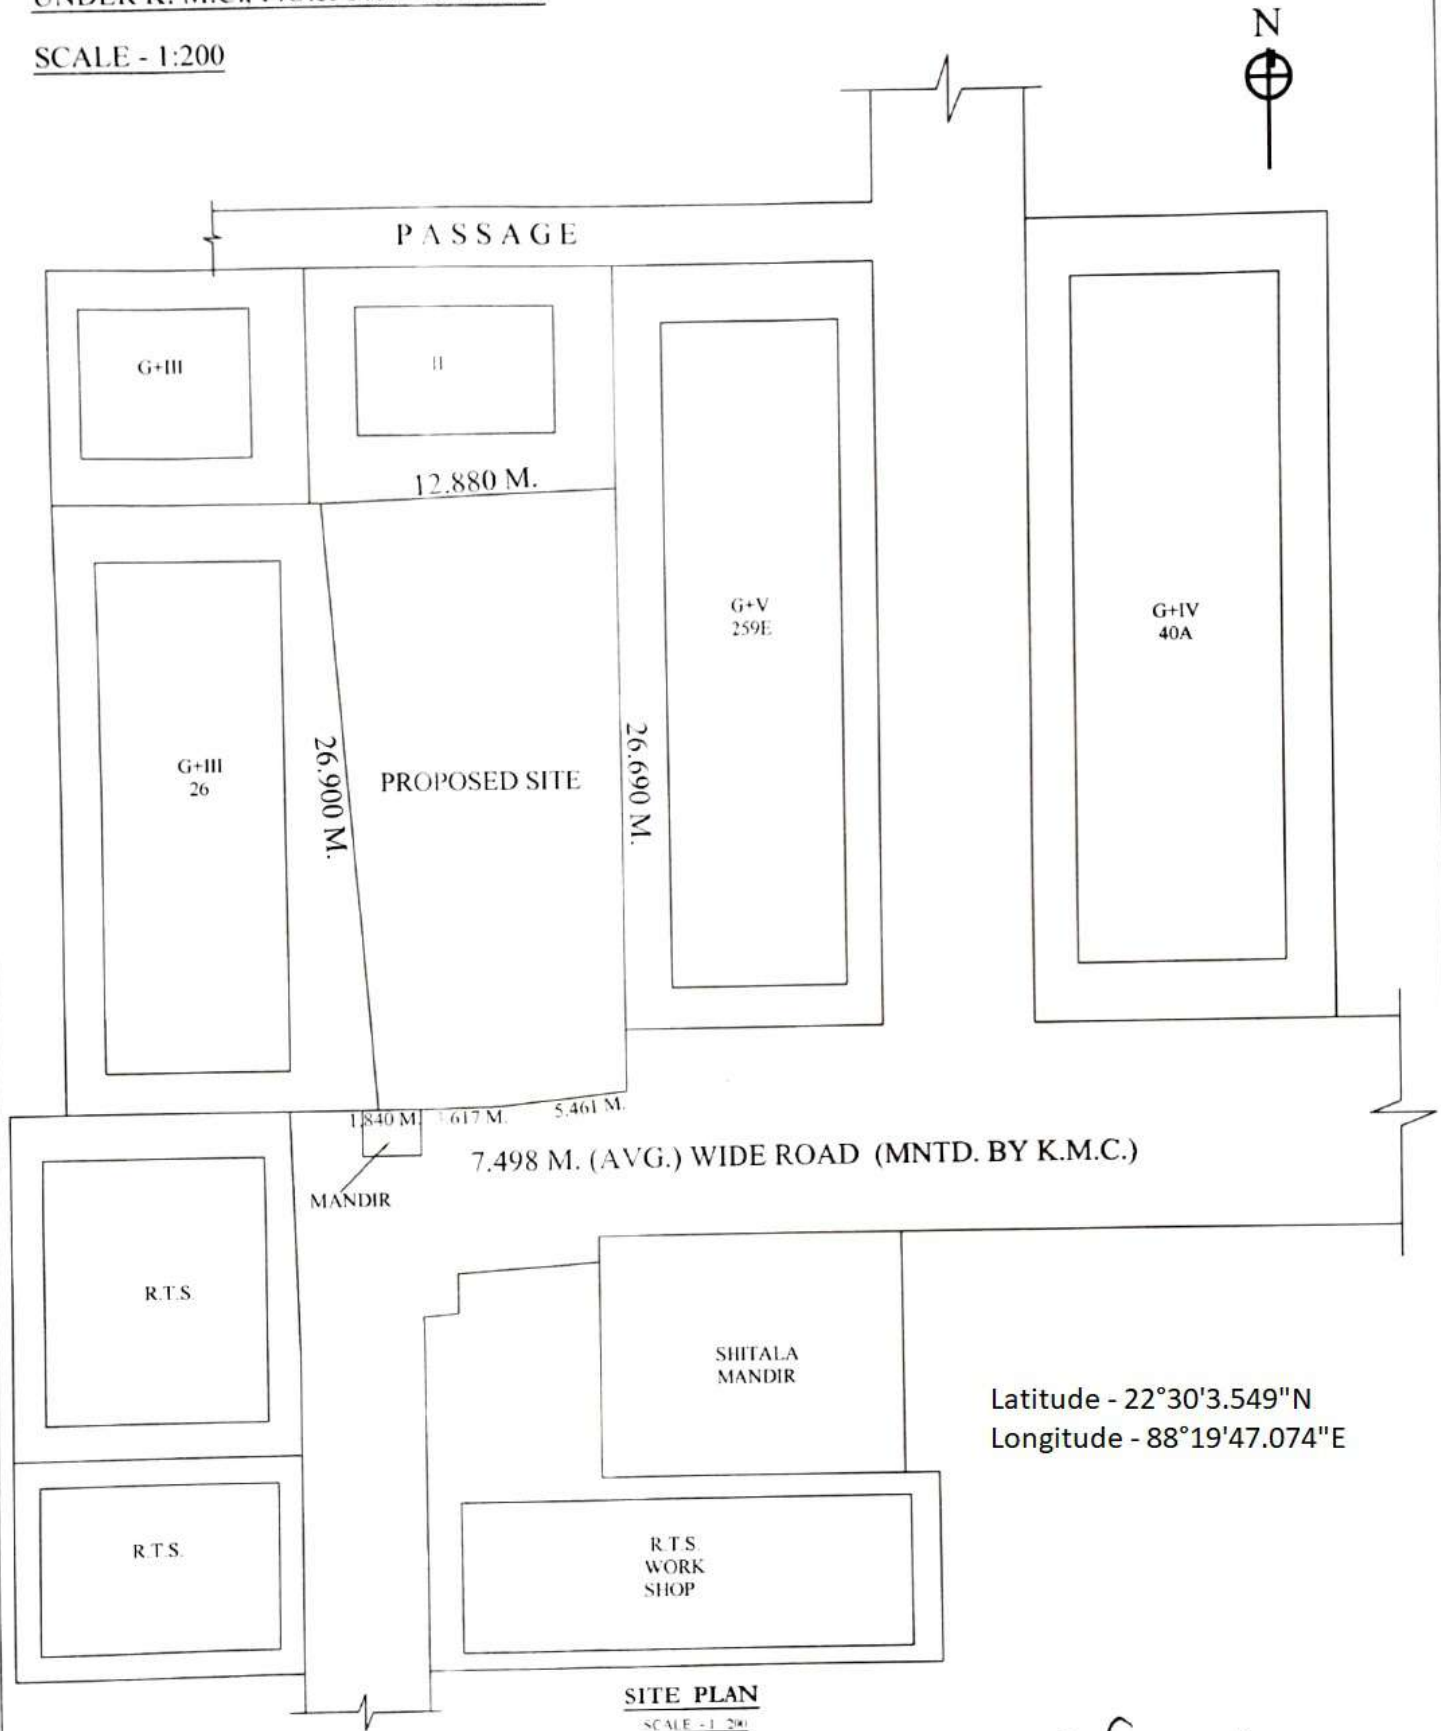 SCALE - 1:200
N
PASSAGE
G+III
II
12.880 M.
G+V
259E
G+IV
40A
G+III
26
26.900 M.
PROPOSED SITE
26.690 M.
1.840 M. 3.617 M. 5.461 M.
7.498 M. (AVG.) WIDE ROAD (MNTD. BY K.M.C.)
MANDIR
R.T.S.
SHITALA
MANDIR
Latitude - 22°30'3.549"N
Longitude - 88°19'47.074"E
R.T.S.
R.T.S.
WORK
SHOP
SITE PLAN
SCALE - 1:200